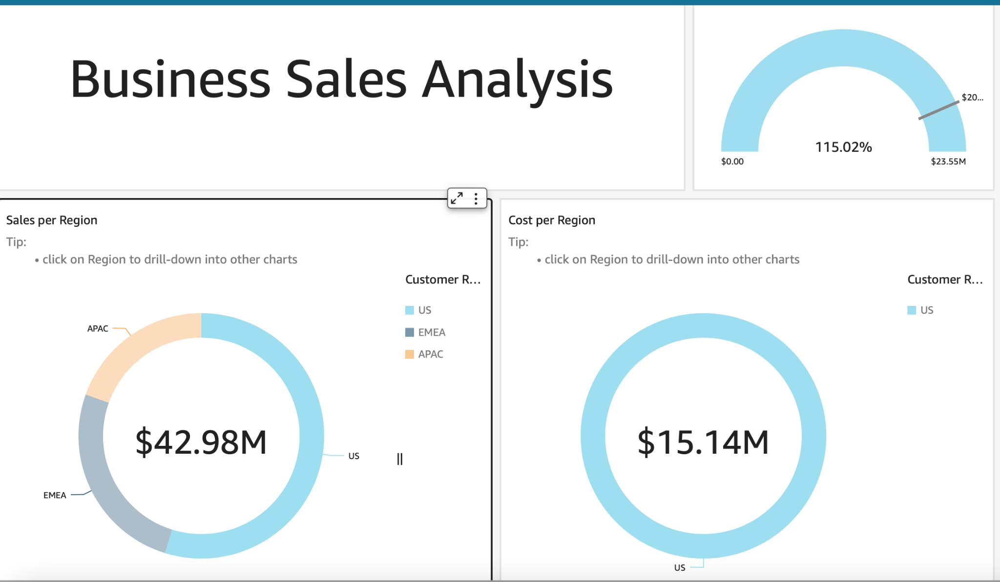 Business Sales Analysis
$20...
115.02%
$0.00
$23.55M
Sales per Region
Tip:
• click on Region to drill-down into other charts
Customer R...
US
EMEA
APAC
APAC
$42.98M
US
EMEA
Cost per Region
Tip:
• click on Region to drill-down into other charts
Customer R...
US
$15.14M
US